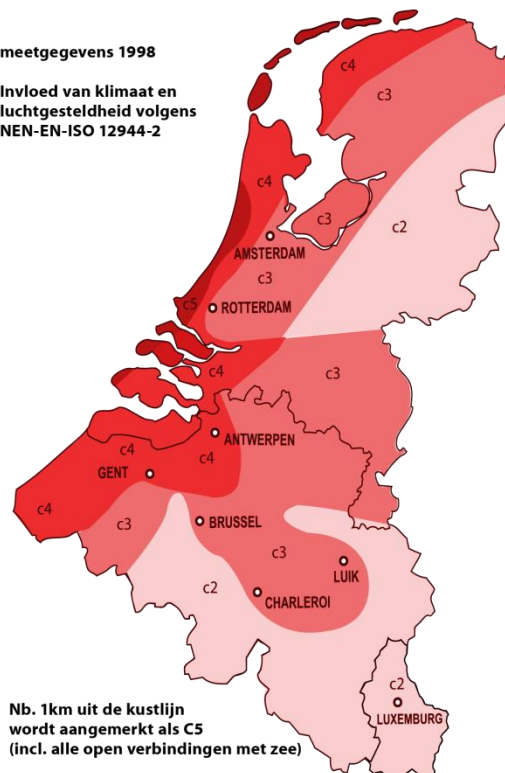 meetgegevens 1998
Invloed van klimaat en
luchtgesteldheid volgens
NEN-EN-ISO 12944-2
c4
c3
c4
c3
c2
AMSTERDAM
c3
c5
ROTTERDAM
c4
c3
ANTWERPEN
c4
c4
GENT
c4
c3
BRUSSEL
c3
LUIK
c2
CHARLEROI
c2
LUXEMBURG
Nb. 1km uit de kustlijn
wordt aangemerkt als C5
(incl. alle open verbindingen met zee)